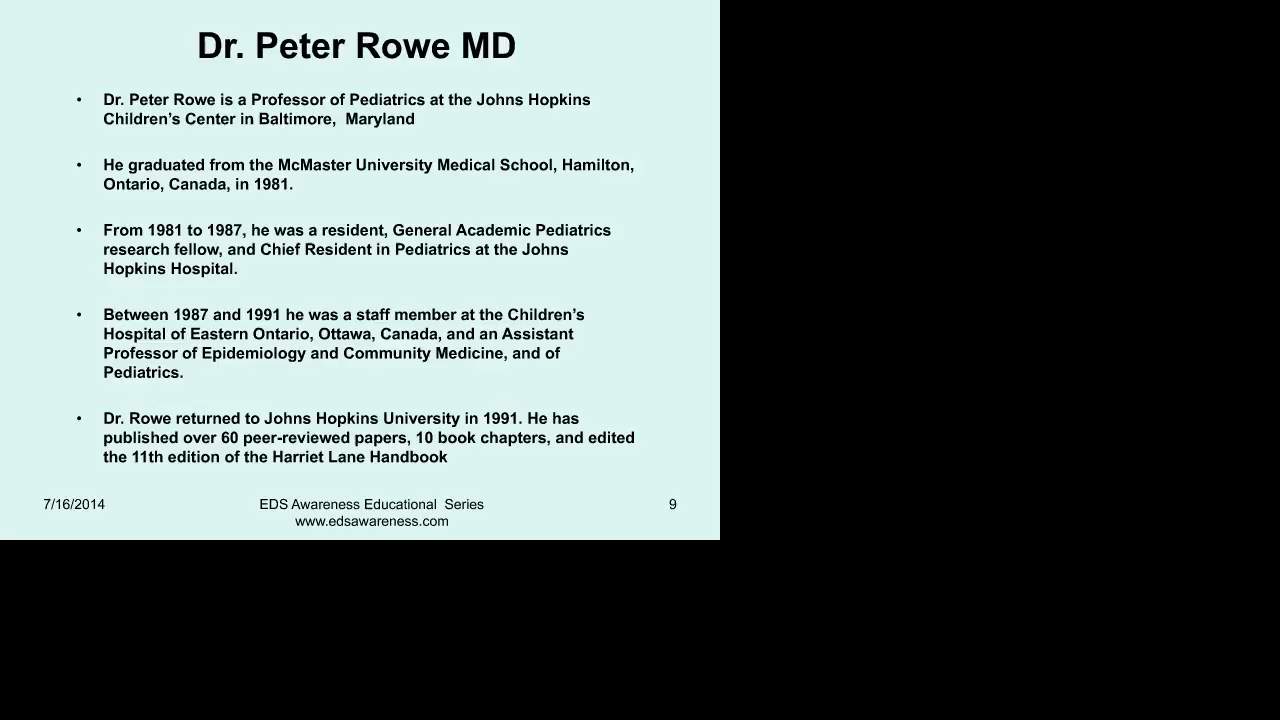 Dr. Peter Rowe MD
• Dr. Peter Rowe is a Professor of Pediatrics at the Johns Hopkins
Children’s Center in Baltimore,  Maryland
• He graduated from the McMaster University Medical School, Hamilton,
Ontario, Canada, in 1981.
• From 1981 to 1987, he was a resident, General Academic Pediatrics
research fellow, and Chief Resident in Pediatrics at the Johns
Hopkins Hospital.
• Between 1987 and 1991 he was a staff member at the Children’s
Hospital of Eastern Ontario, Ottawa, Canada, and an Assistant
Professor of Epidemiology and Community Medicine, and of
Pediatrics.
• Dr. Rowe returned to Johns Hopkins University in 1991. He has
published over 60 peer-reviewed papers, 10 book chapters, and edited
the 11th edition of the Harriet Lane Handbook
7/16/2014
EDS Awareness Educational  Series
www.edsawareness.com
9